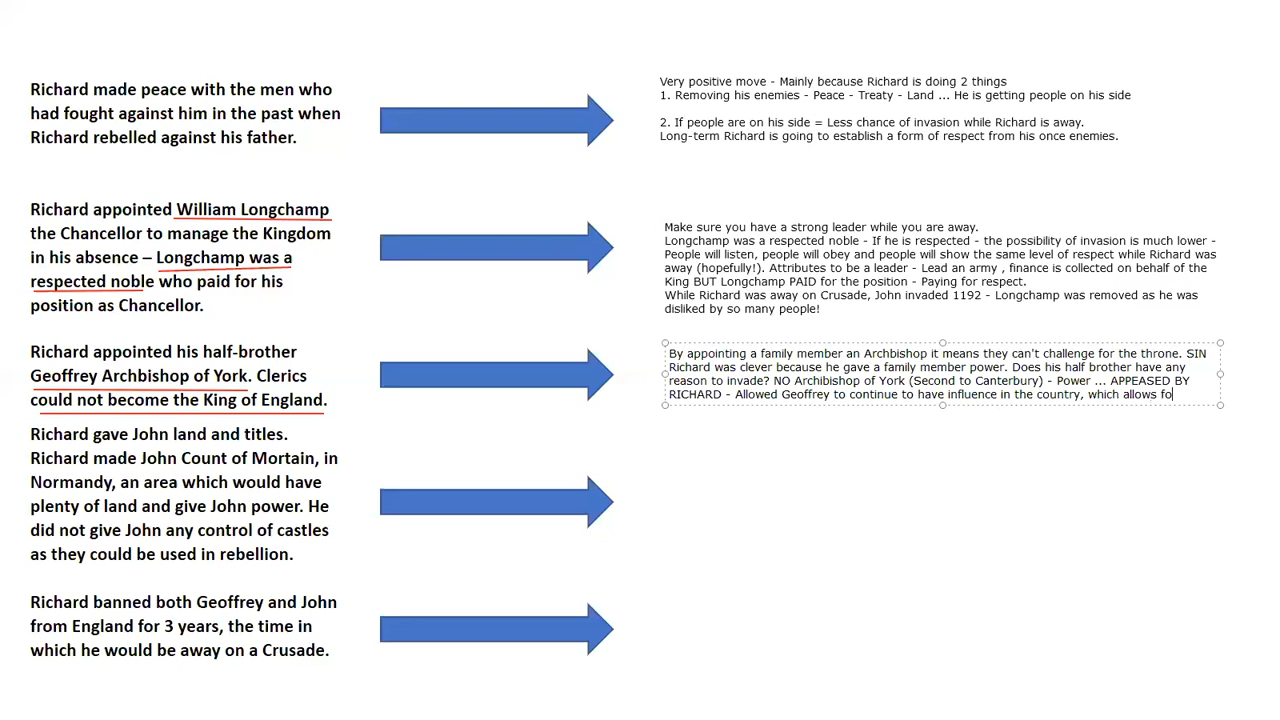 Richard made peace with the men who
had fought against him in the past when
Richard rebelled against his father.
Very positive move - Mainly because Richard is doing 2 things
1. Removing his enemies - Peace - Treaty - Land ... He is getting people on his side
2. If people are on his side = Less chance of invasion while Richard is away.
Long-term Richard is going to establish a form of respect from his once enemies.
Richard appointed William Longchamp
the Chancellor to manage the Kingdom
in his absence – Longchamp was a
respected noble who paid for his
position as Chancellor.
Make sure you have a strong leader while you are away.
Longchamp was a respected noble - If he is respected - the possibility of invasion is much lower -
People will listen, people will obey and people will show the same level of respect while Richard was
away (hopefully!). Attributes to be a leader - Lead an army , finance is collected on behalf of the
King BUT Longchamp PAID for the position - Paying for respect.
While Richard was away on Crusade, John invaded 1192 - Longchamp was removed as he was
disliked by so many people!
Richard appointed his half-brother
Geoffrey Archbishop of York. Clerics
could not become the King of England.
By appointing a family member an Archbishop it means they can't challenge for the throne. SIN
Richard was clever because he gave a family member power. Does his half brother have any
reason to invade? NO Archbishop of York (Second to Canterbury) - Power ... APPEASED BY
RICHARD - Allowed Geoffrey to continue to have influence in the country, which allows fo
Richard gave John land and titles.
Richard made John Count of Mortain, in
Normandy, an area which would have
plenty of land and give John power. He
did not give John any control of castles
as they could be used in rebellion.
Richard banned both Geoffrey and John
from England for 3 years, the time in
which he would be away on a Crusade.